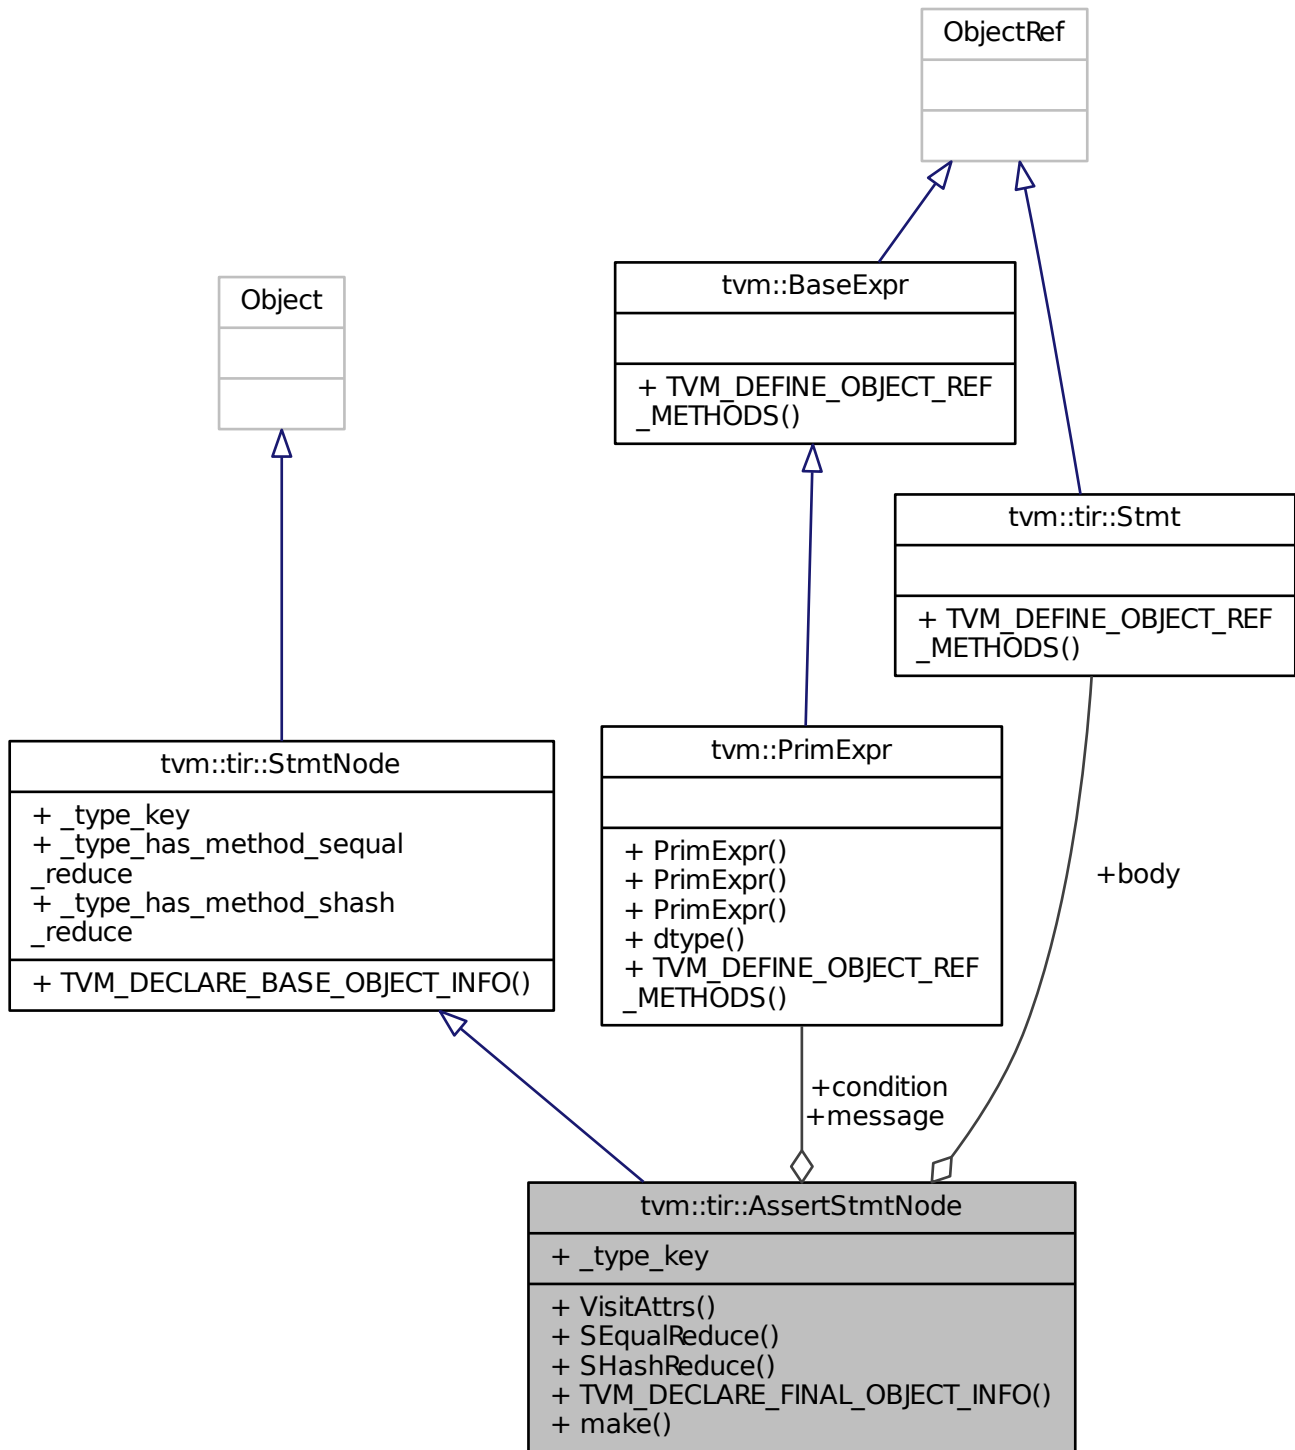 ObjectRef
tvm::BaseExpr
+ TVM_DEFINE_OBJECT_REF
_METHODS()
Object
tvm::tir::Stmt
+ TVM_DEFINE_OBJECT_REF
_METHODS()
tvm::tir::StmtNode
+ _type_key
+ _type_has_method_sequal
_reduce
+ _type_has_method_shash
_reduce
+ TVM_DECLARE_BASE_OBJECT_INFO()
tvm::PrimExpr
+ PrimExpr()
+ PrimExpr()
+ PrimExpr()
+ dtype()
+ TVM_DEFINE_OBJECT_REF
_METHODS()
+body
+condition
+message
tvm::tir::AssertStmtNode
+ _type_key
+ VisitAttrs()
+ SEqualReduce()
+ SHashReduce()
+ TVM_DECLARE_FINAL_OBJECT_INFO()
+ make()